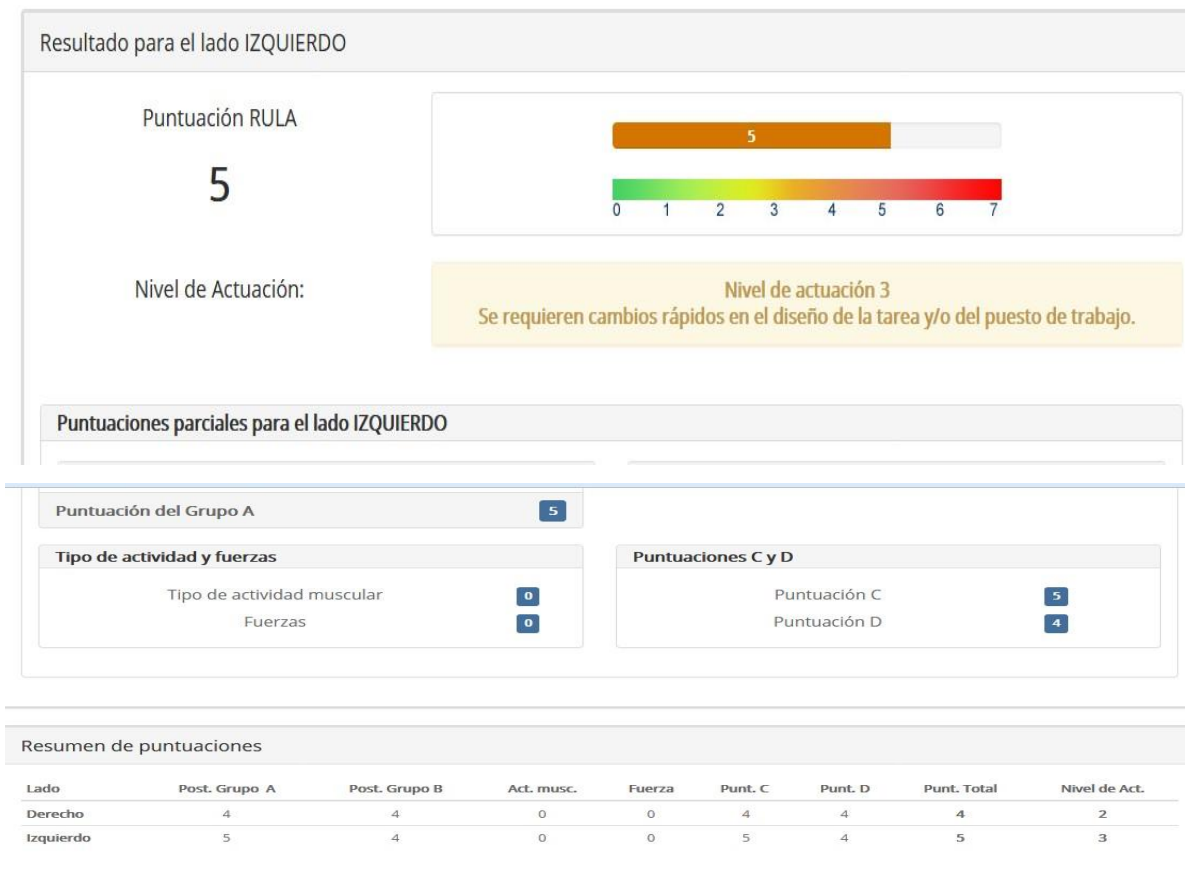 Resultado para el lado IZQUIERDO
Puntuación RULA
5
5
0 1 2 3 4 5 6 7
Nivel de Actuación:
Nivel de actuación 3
Se requieren cambios rápidos en el diseño de la tarea y/o del puesto de trabajo.
Puntuaciones parciales para el lado IZQUIERDO
Puntuación del Grupo A 5
Tipo de actividad y fuerzas
Tipo de actividad muscular 0
Fuerzas 0
Puntuaciones C y D
Puntuación C 5
Puntuación D 4
Resumen de puntuaciones
Lado Post. Grupo A Post. Grupo B Act. musc. Fuerza Punt. C Punt. D Punt. Total Nivel de Act.
Derecho 4 4 0 0 4 4 4 2
Izquierdo 5 4 0 0 5 4 5 3